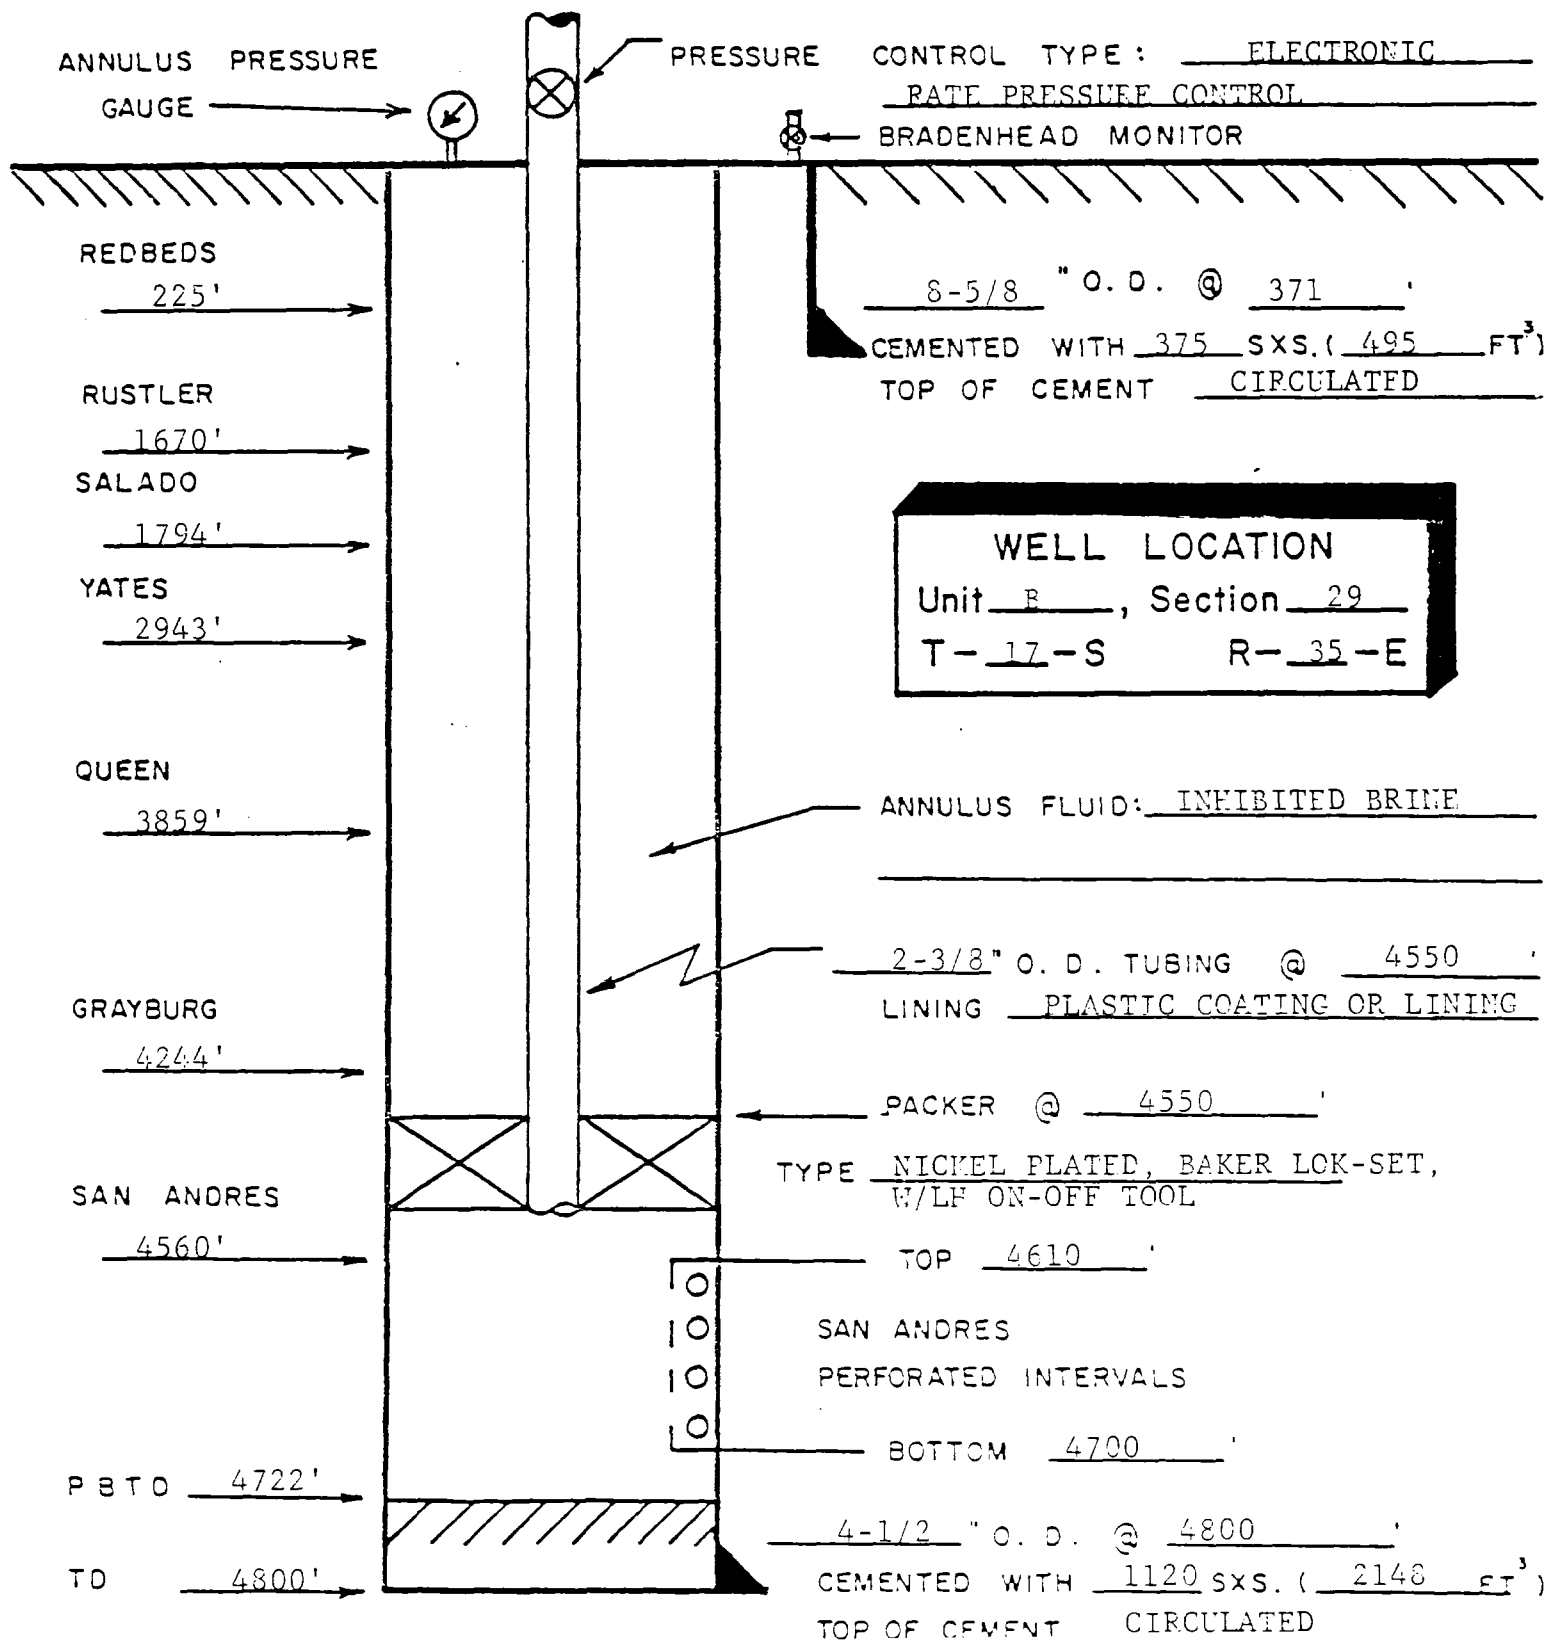 ANNULUS PRESSURE
GAUGE
PRESSURE CONTROL TYPE: ELECTRONIC
RATE PRESSURE CONTROL
BRADENHEAD MONITOR
REDBEDS
225'
8-5/8 " O.D. @ 371 '
CEMENTED WITH 375 SXS. ( 495 FT³)
TOP OF CEMENT CIRCULATED
RUSTLER
1670'
SALADO
1794'
YATES
2943'
WELL LOCATION
Unit B, Section 29
T-17-S R-35-E
QUEEN
3859'
ANNULUS FLUID: INHIBITED BRINE
2-3/8" O. D. TUBING @ 4550 '
LINING PLASTIC COATING OR LINING
GRAYBURG
4244'
PACKER @ 4550 '
TYPE NICKEL PLATED, BAKER LOK-SET,
ON-OFF TOOL
SAN ANDRES
4560'
TOP 4610 '
SAN ANDRES
PERFORATED INTERVALS
BOTTOM 4700 '
PBTD 4722'
4-1/2 " O. D. @ 4800 '
TD 4800'
CEMENTED WITH 1120 SXS. ( 2148 FT³)
TOP OF CEMENT CIRCULATED